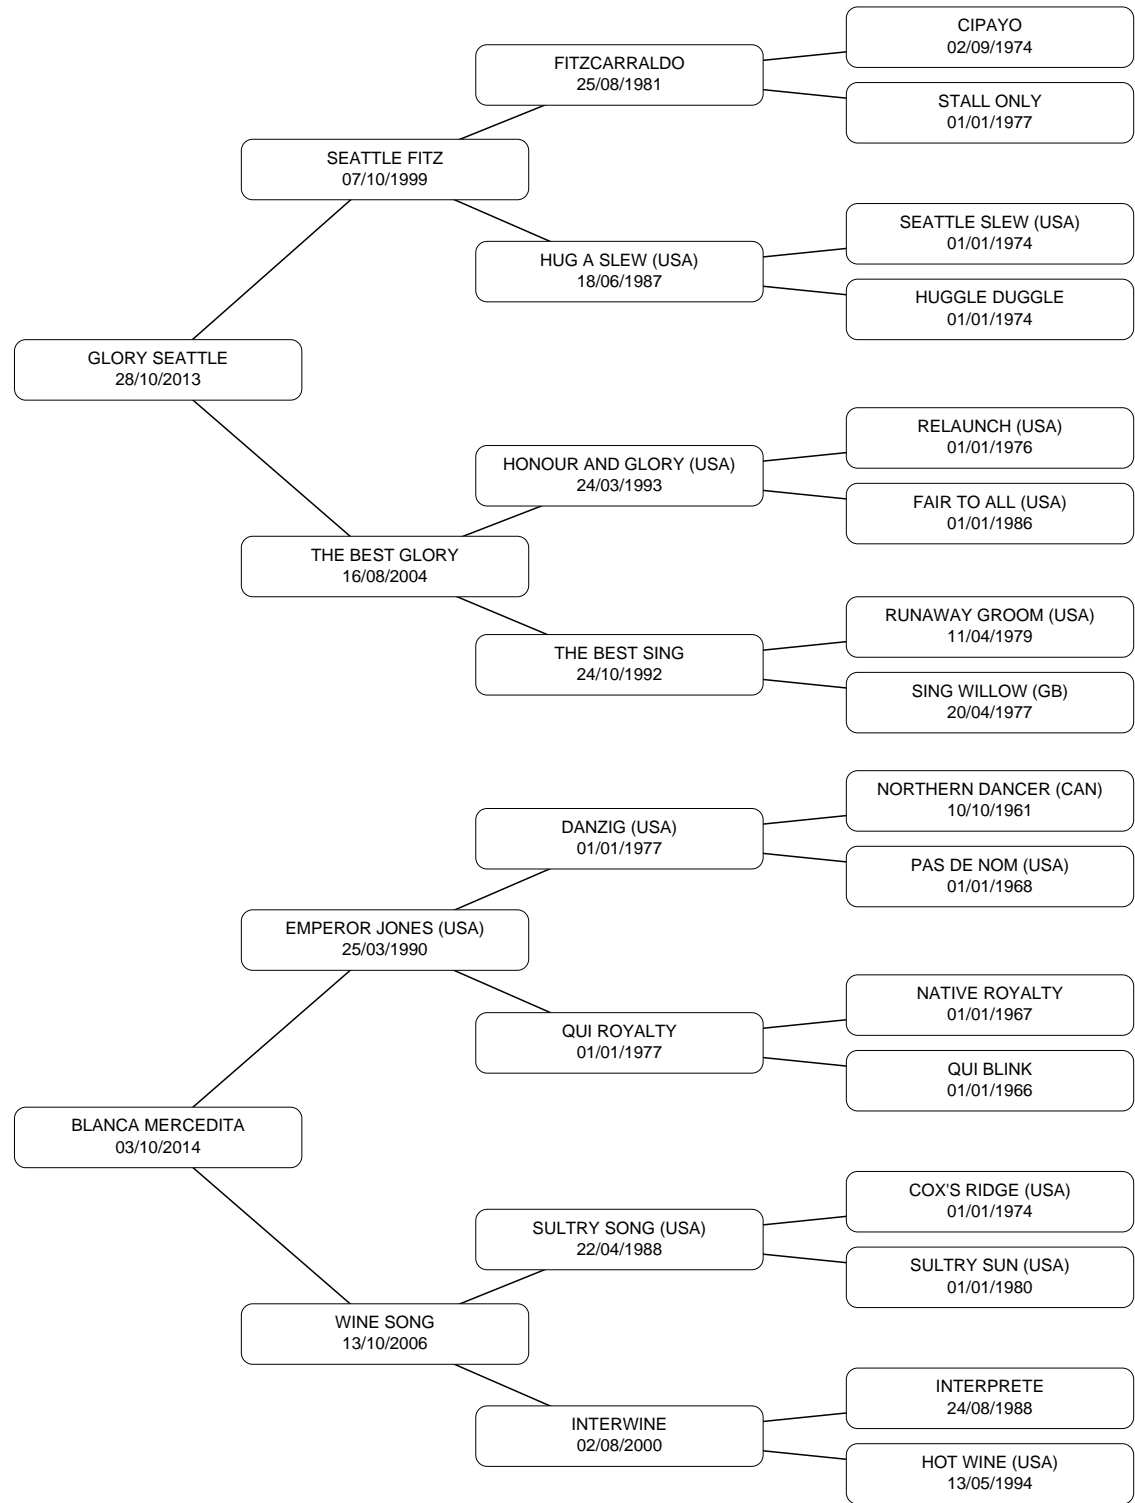 CIPAYO
02/09/1974
FITZCARRALDO
25/08/1981
STALL ONLY
01/01/1977
SEATTLE FITZ
07/10/1999
SEATTLE SLEW (USA)
01/01/1974
HUG A SLEW (USA)
18/06/1987
HUGGLE DUGGLE
01/01/1974
GLORY SEATTLE
28/10/2013
RELAUNCH (USA)
01/01/1976
HONOUR AND GLORY (USA)
24/03/1993
FAIR TO ALL (USA)
01/01/1986
THE BEST GLORY
16/08/2004
RUNAWAY GROOM (USA)
11/04/1979
THE BEST SING
24/10/1992
SING WILLOW (GB)
20/04/1977
NORTHERN DANCER (CAN)
10/10/1961
DANZIG (USA)
01/01/1977
PAS DE NOM (USA)
01/01/1968
EMPEROR JONES (USA)
25/03/1990
NATIVE ROYALTY
01/01/1967
QUI ROYALTY
01/01/1977
QUI BLINK
01/01/1966
BLANCA MERCEDITA
03/10/2014
COX'S RIDGE (USA)
01/01/1974
SULTRY SONG (USA)
22/04/1988
SULTRY SUN (USA)
01/01/1980
WINE SONG
13/10/2006
INTERPRETE
24/08/1988
INTERWINE
02/08/2000
HOT WINE (USA)
13/05/1994